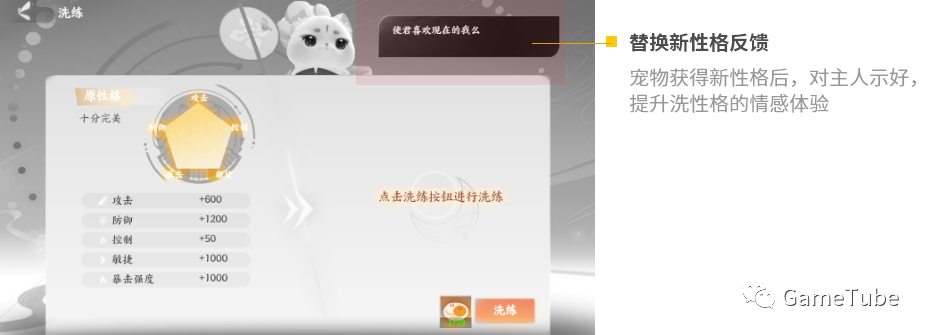 洗练
使君喜欢现在的我么
替换新性格反馈
宠物获得新性格后，对主人示好，
提升洗性格的情感体验
原性格
十分完美
攻击
防御
控制
攻击 +600
防御 +1200
控制 +50
敏捷 +1000
暴击强度 +1000
点击洗练按钮进行洗练
洗练
GameTube